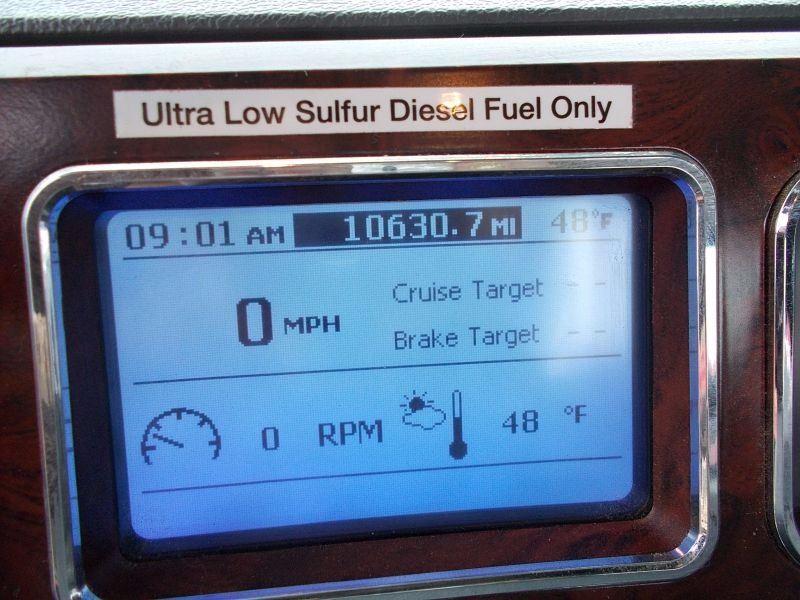 Ultra Low Sulfur Diesel Fuel Only
09:01 AM 10630.7 MI 48°F
0 MPH
Cruise Target - -
Brake Target - -
0 RPM 48 °F